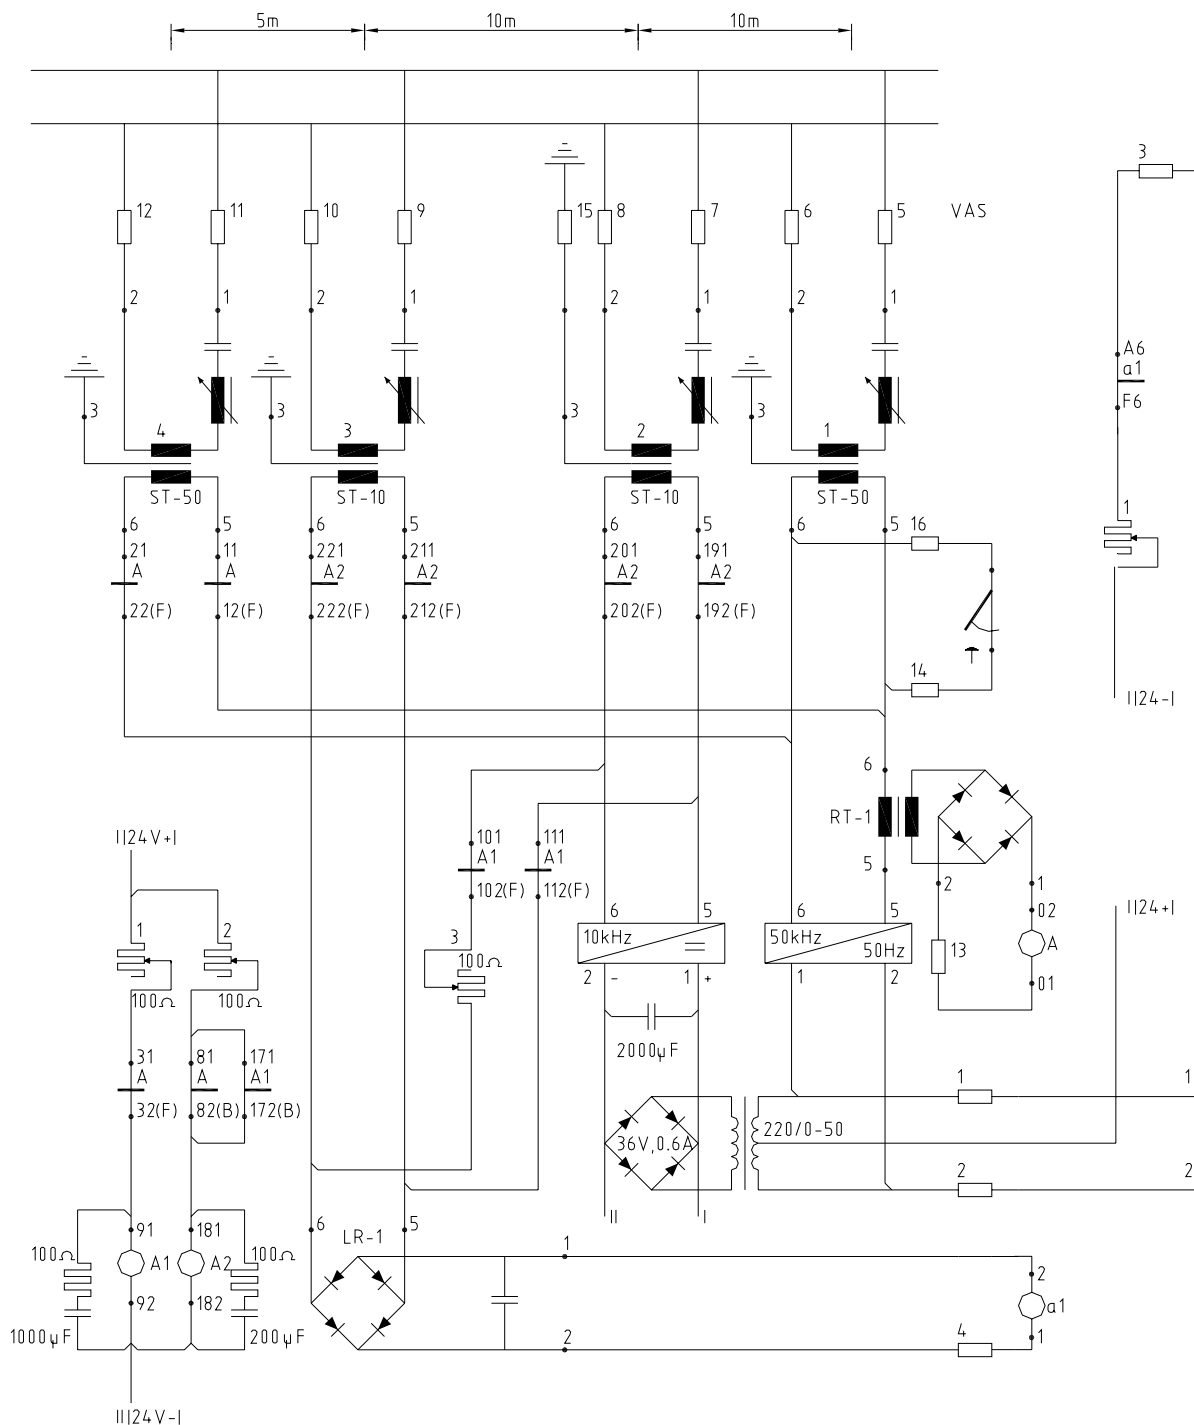 5m 10m 10m
3
12 11 10 9 15 8 7 6 5 VAS
2 1 2 1 2 1 2 1
A6
a1
F6
3 3 3 3
4 3 2 1
ST-50 ST-10 ST-10 ST-50
1
6 5 6 5 6 5 6 5 16
21 11 221 211 201 191
A A A2 A2 A2 A2
22(F) 12(F) 222(F) 212(F) 202(F) 192(F)
14
II|24-I
6
RT-1
5
I|24V+I
101 111
A1 A1
102(F) 112(F)
2 1
02
A
01
13
II|24+I
1 2
100Ω 100Ω
3
100Ω
6 5
10kHz =
2 - 1 +
6 5
50kHz
50Hz
1 2
2000µF
31 81 171
A A A1
32(F) 82(B) 172(B)
36V,0.6A
220/0-50
1 1
2 2
II I
91 181
100Ω A1 A2 100Ω
92 182
1000µF 200µF
6 LR-1 5
1
2
2
a1
1
4
II|24V-I